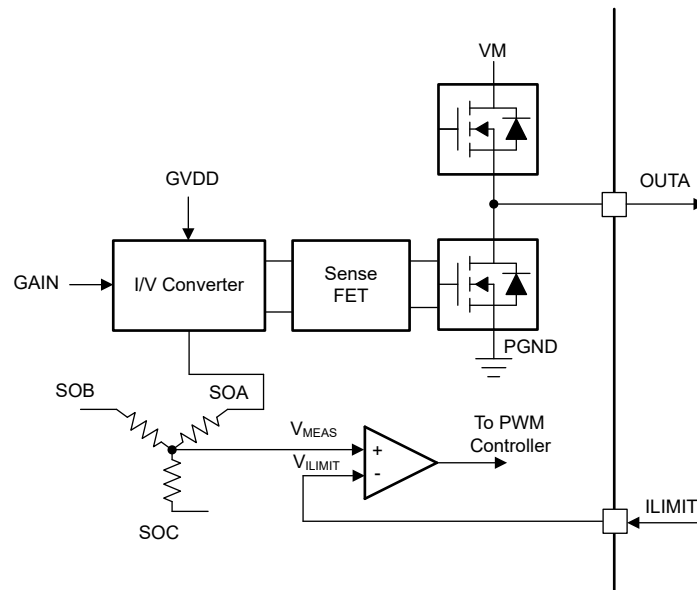 VM
GVDD
OUTA
GAIN
I/V Converter
Sense
FET
PGND
SOB
SOA
VMEAS
To PWM
Controller
VILIMIT
+
-
ILIMIT
SOC